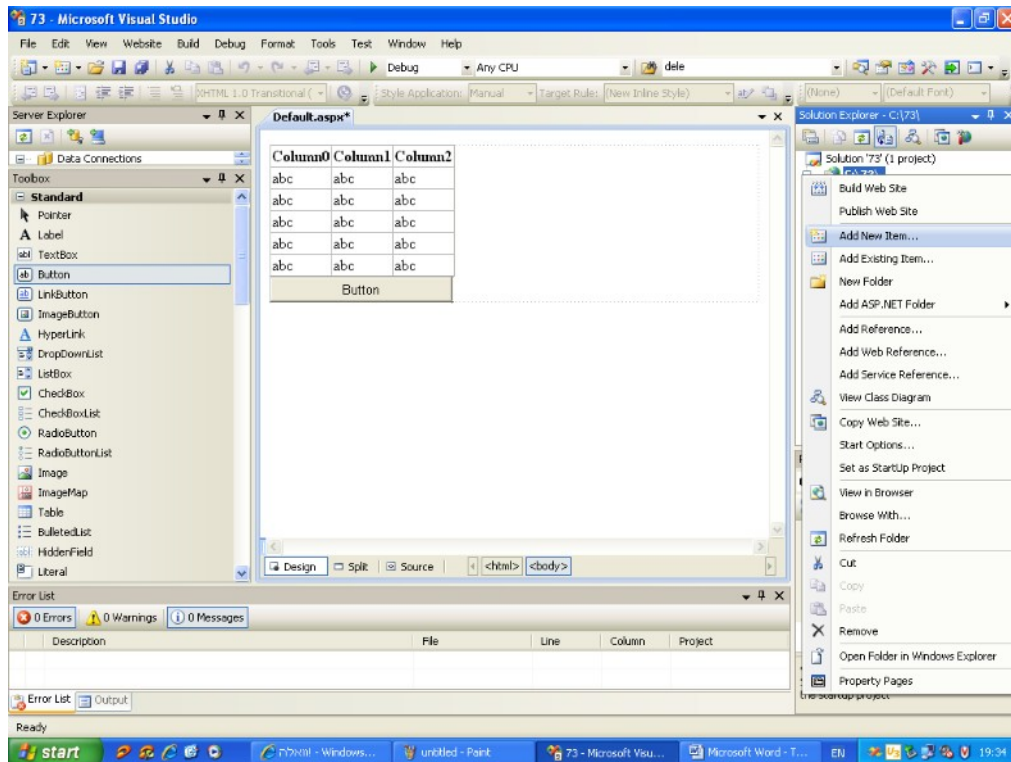 73 - Microsoft Visual Studio
File Edit View Website Build Debug Format Tools Test Window Help
Debug Any CPU dele
XHTML 1.0 Transitional ( Style Application: Manual Target Rule: (New Inline Style) (None) (Default Font)
Server Explorer
Data Connections
Toolbox
Standard
Pointer
A Label
abl TextBox
ab Button
ab LinkButton
ImageButton
A HyperLink
DropDownList
ListBox
CheckBox
CheckBoxList
RadioButton
RadioButtonList
Image
ImageMap
Table
BulletedList
HiddenField
Literal
Default.aspx*
Column0 Column1 Column2
abc abc abc
abc abc abc
abc abc abc
abc abc abc
abc abc abc
Button
Design Split Source <html> <body>
Solution Explorer - C:\73\
Solution '73' (1 project)
C:\73\
Build Web Site
Publish Web Site
Add New Item...
Add Existing Item...
New Folder
Add ASP.NET Folder
Add Reference...
Add Web Reference...
Add Service Reference...
View Class Diagram
Copy Web Site...
Start Options...
Set as StartUp Project
View in Browser
Browse With...
Refresh Folder
Cut
Copy
Paste
Remove
Open Folder in Windows Explorer
Property Pages
the startup project
Error List
0 Errors 0 Warnings 0 Messages
Description File Line Column Project
Error List Output
Ready
start - Windows... untitled - Paint 73 - Microsoft Visu... Microsoft Word - T... EN 19:34